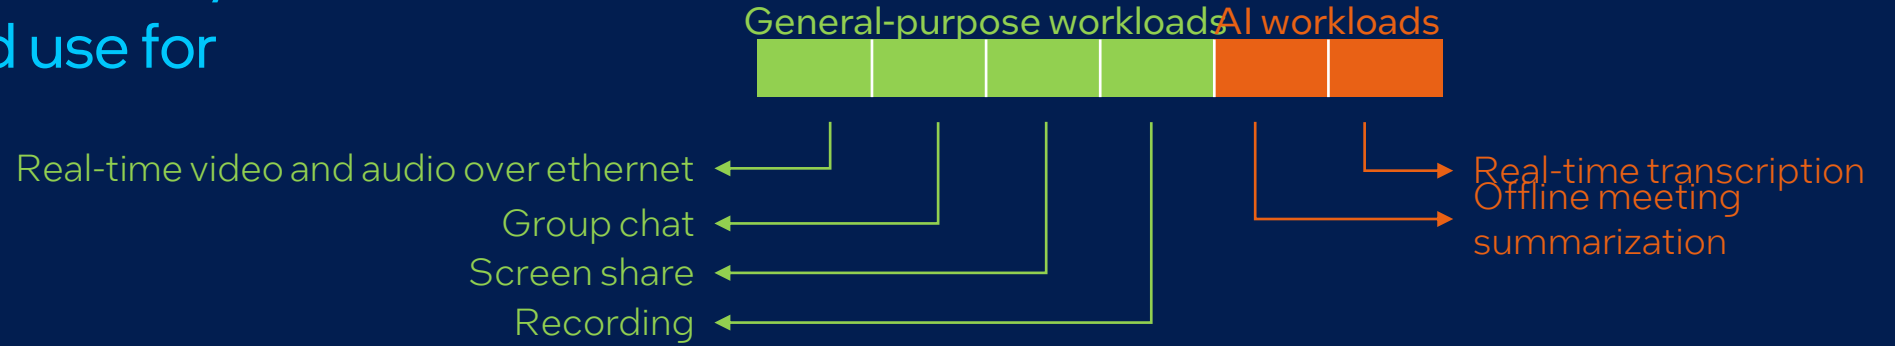 d use for
General-purpose workloads
AI workloads
Real-time video and audio over ethernet
Group chat
Screen share
Recording
Real-time transcription
Offline meeting
summarization